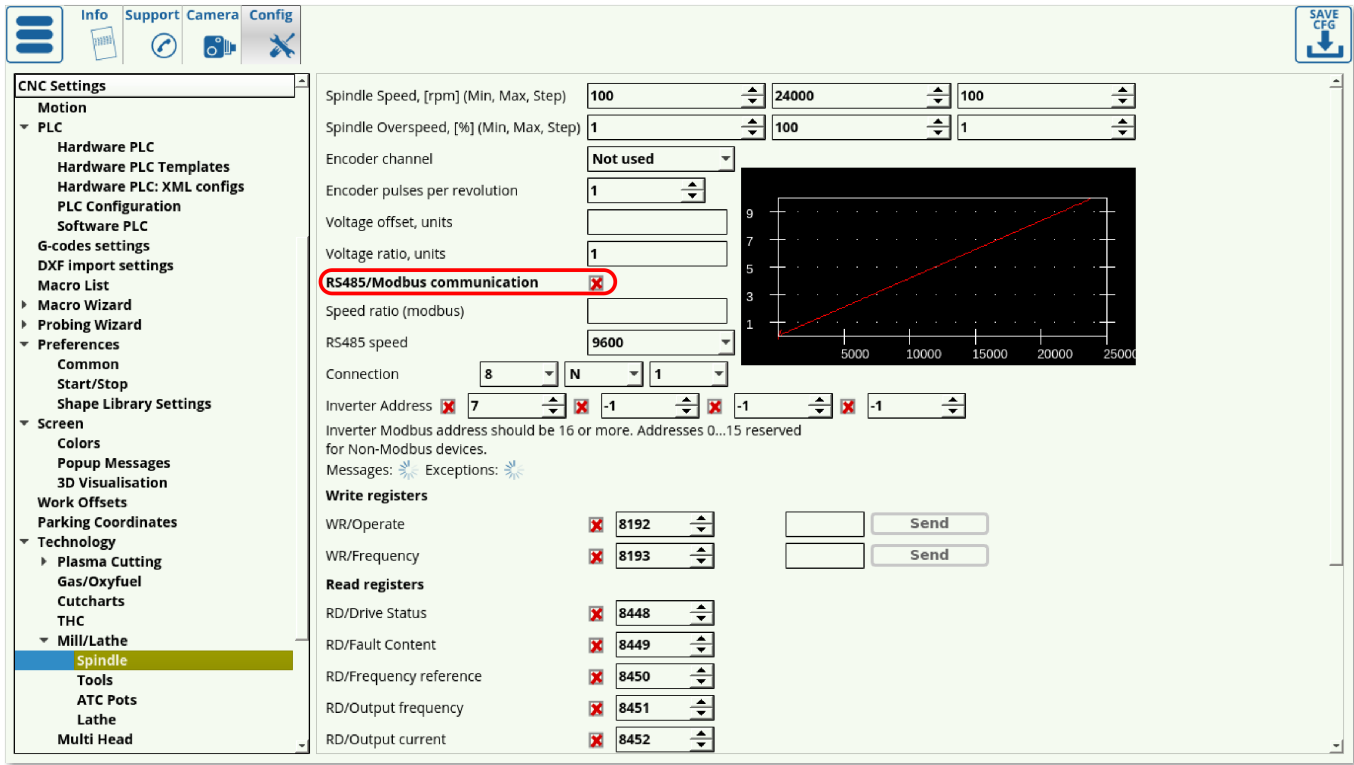 Info Support Camera Config
SAVE
CFG
CNC Settings
Motion
PLC
Hardware PLC
Hardware PLC Templates
Hardware PLC: XML configs
PLC Configuration
Software PLC
G-codes settings
DXF import settings
Macro List
Macro Wizard
Probing Wizard
Preferences
Common
Start/Stop
Shape Library Settings
Screen
Colors
Popup Messages
3D Visualisation
Work Offsets
Parking Coordinates
Technology
Plasma Cutting
Gas/Oxyfuel
Cutcharts
THC
Mill/Lathe
Spindle
Tools
ATC Pots
Lathe
Multi Head
Spindle Speed, [rpm] (Min, Max, Step) 100 24000 100
Spindle Overspeed, [%] (Min, Max, Step) 1 100 1
Encoder channel Not used
Encoder pulses per revolution 1
Voltage offset, units
Voltage ratio, units 1
RS485/Modbus communication
Speed ratio (modbus)
RS485 speed 9600
Connection 8 N 1
Inverter Address 7 -1 -1 -1
Inverter Modbus address should be 16 or more. Addresses 0...15 reserved
for Non-Modbus devices.
Messages: Exceptions:
Write registers
WR/Operate 8192 Send
WR/Frequency 8193 Send
Read registers
RD/Drive Status 8448
RD/Fault Content 8449
RD/Frequency reference 8450
RD/Output frequency 8451
RD/Output current 8452
9
7
5
3
1
5000 10000 15000 20000 25000